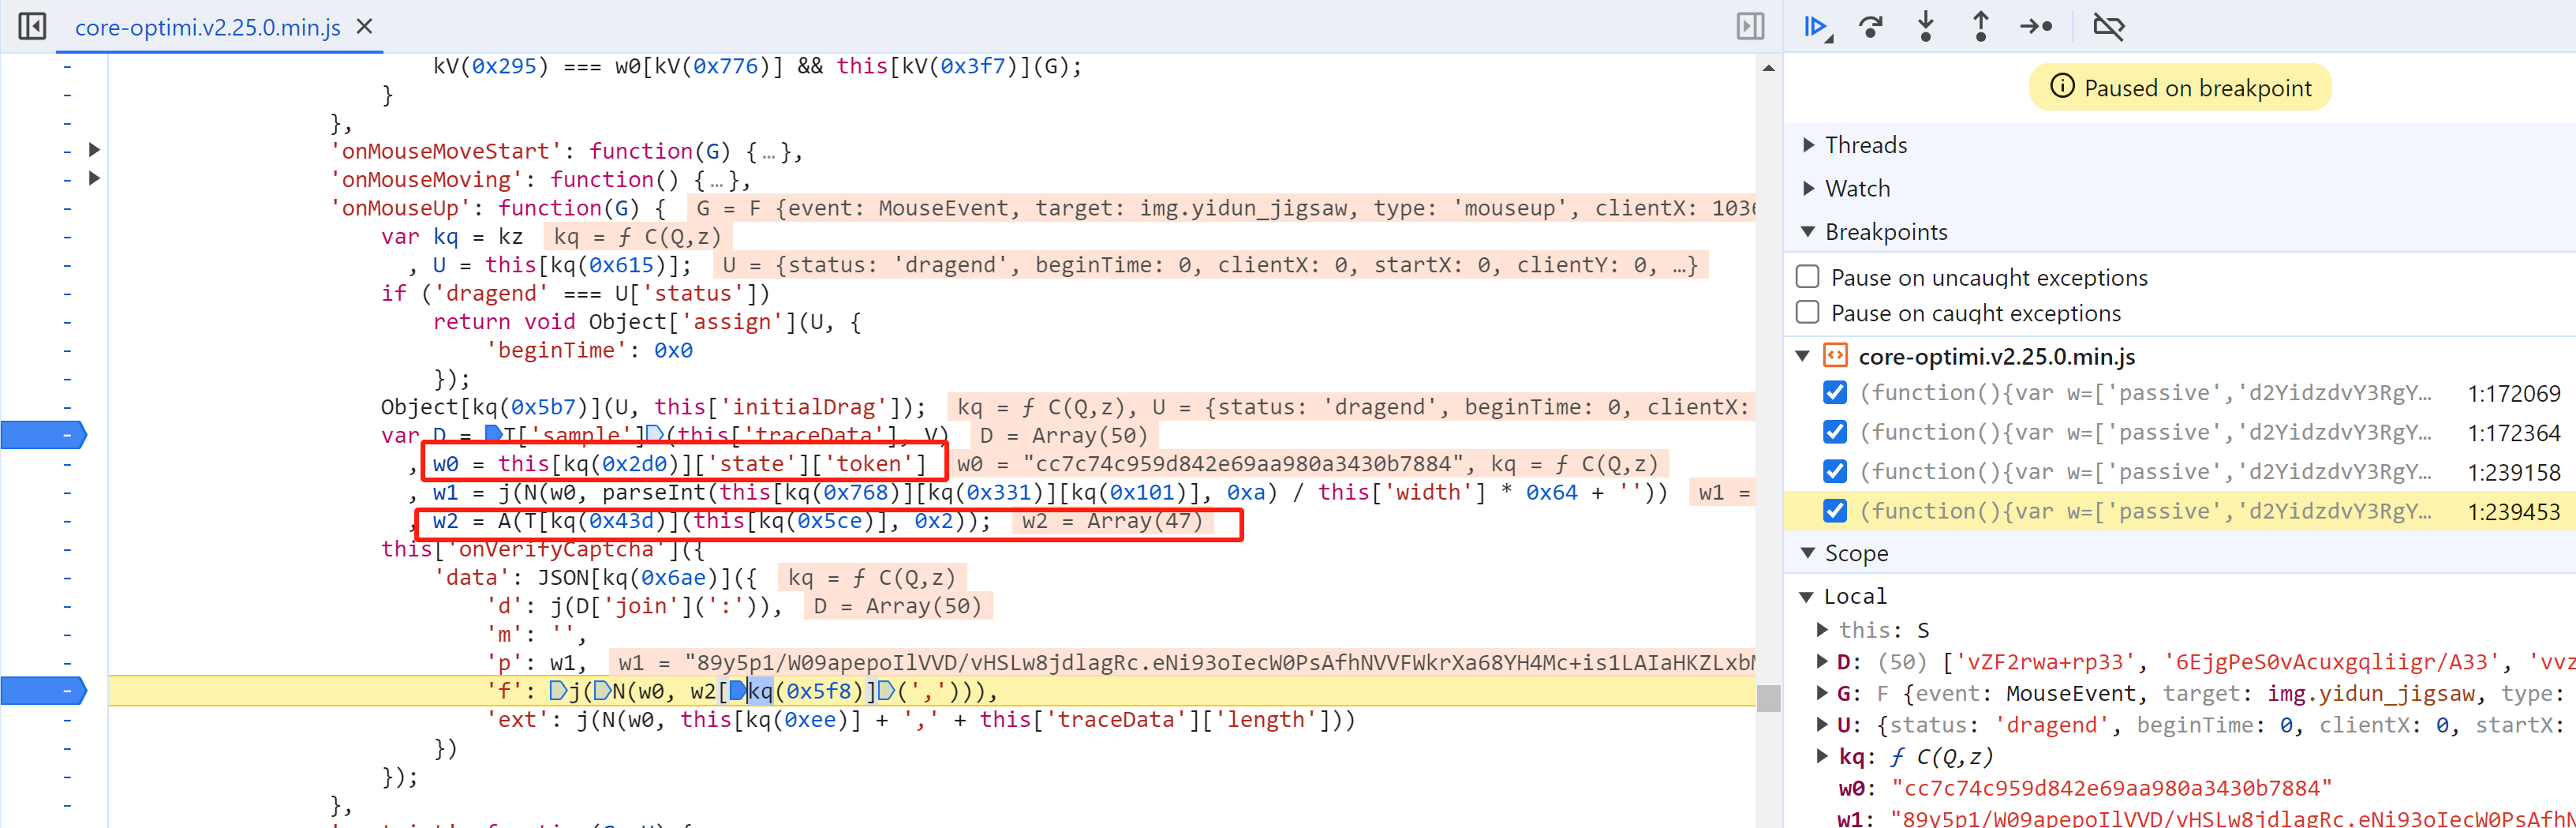 core-optimi.v2.25.0.min.js
kV(0x295) === w0[kV(0x776)] && this[kV(0x3f7)](G);
}
},
'onMouseMoveStart': function(G) {…},
'onMouseMoving': function() {…},
'onMouseUp': function(G) { G = F {event: MouseEvent, target: img.yidun_jigsaw, type: 'mouseup', clientX: 1036
var kq = kz kq = ƒ C(Q,z)
, U = this[kq(0x615)]; U = {status: 'dragend', beginTime: 0, clientX: 0, startX: 0, clientY: 0, …}
if ('dragend' === U['status'])
return void Object['assign'](U, {
'beginTime': 0x0
});
Object[kq(0x5b7)](U, this['initialDrag']); kq = ƒ C(Q,z), U = {status: 'dragend', beginTime: 0, clientX:
var D = T['sample'](this['traceData'], V) D = Array(50)
, w0 = this[kq(0x2d0)]['state']['token'] w0 = "cc7c74c959d842e69aa980a3430b7884", kq = ƒ C(Q,z)
, w1 = j(N(w0, parseInt(this[kq(0x768)][kq(0x331)][kq(0x101)], 0xa) / this['width'] * 0x64 + '')) w1 =
, w2 = A(T[kq(0x43d)](this[kq(0x5ce)], 0x2)); w2 = Array(47)
this['onVerifyCaptcha']({
'data': JSON[kq(0x6ae)]({ kq = ƒ C(Q,z)
'd': j(D['join'](':')), D = Array(50)
'm': '',
'p': w1, w1 = "89y5p1/W09apepoIlVVD/vHSLw8jdlagRc.eNi93oIecW0PsAfhNVVFWkrXa68YH4Mc+is1LAIaHKZLxbM
'f': j(N(w0, w2[kq(0x5f8)](','))),
'ext': j(N(w0, this[kq(0xee)] + ',' + this['traceData']['length']))
})
});
},
Paused on breakpoint
Threads
Watch
Breakpoints
Pause on uncaught exceptions
Pause on caught exceptions
core-optimi.v2.25.0.min.js
(function(){var w=['passive','d2YidzdvY3RgY… 1:172069
(function(){var w=['passive','d2YidzdvY3RgY… 1:172364
(function(){var w=['passive','d2YidzdvY3RgY… 1:239158
(function(){var w=['passive','d2YidzdvY3RgY… 1:239453
Scope
Local
this: S
D: (50) ['vZF2rwa+rp33', '6EjgPeS0vAcuxgqliigr/A33', 'vvz
G: F {event: MouseEvent, target: img.yidun_jigsaw, type:
U: {status: 'dragend', beginTime: 0, clientX: 0, startX:
kq: ƒ C(Q,z)
w0: "cc7c74c959d842e69aa980a3430b7884"
w1: "89y5p1/W09apepoIlVVD/vHSLw8jdlagRc.eNi93oIecW0PsAfhN